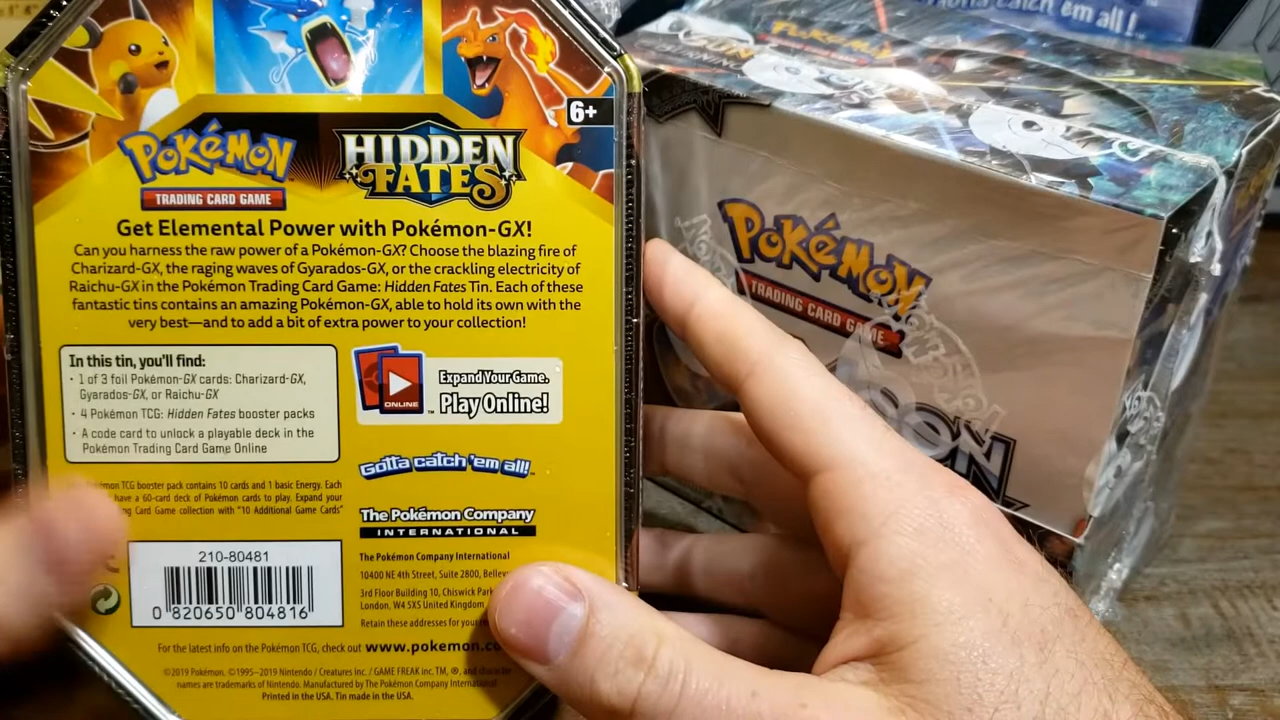 6+
Pokémon
TRADING CARD GAME
HIDDEN
FATES
Get Elemental Power with Pokémon-GX!
Can you harness the raw power of a Pokémon-GX? Choose the blazing fire of
Charizard-GX, the raging waves of Gyarados-GX, or the crackling electricity of
Raichu-GX in the Pokémon Trading Card Game: Hidden Fates Tin. Each of these
fantastic tins contains an amazing Pokémon-GX, able to hold its own with the
very best—and to add a bit of extra power to your collection!
In this tin, you'll find:
• 1 of 3 foil Pokémon-GX cards: Charizard-GX,
Gyarados-GX, or Raichu-GX
• 4 Pokémon TCG: Hidden Fates booster packs
• A code card to unlock a playable deck in the
Pokémon Trading Card Game Online
ONLINE
Expand Your Game.
Play Online!
Gotta catch 'em all!
TCG booster pack contains 10 cards and 1 basic Energy. Each
have a 60-card deck of Pokémon cards to play. Expand your
Card Game collection with "10 Additional Game Cards"
The Pokémon Company
INTERNATIONAL
210-80481
0 820650 804816
The Pokémon Company International
10400 NE 4th Street, Suite 2800,
3rd Floor Building 10, Chiswick Park
London, W4 5XS United Kingdom
Retain these addresses for your
For the latest info on the Pokémon TCG, check out www.pokemon.co
©2019 Pokémon. ©1995–2019 Nintendo / Creatures inc. / GAME FREAK inc. TM, ®, and character
names are trademarks of Nintendo. Manufactured by The Pokémon Company International
Printed in the USA. Tin made in the USA.
catch 'em all!
POKÉMON
SUN
Pokémon
TRADING CARD GAME